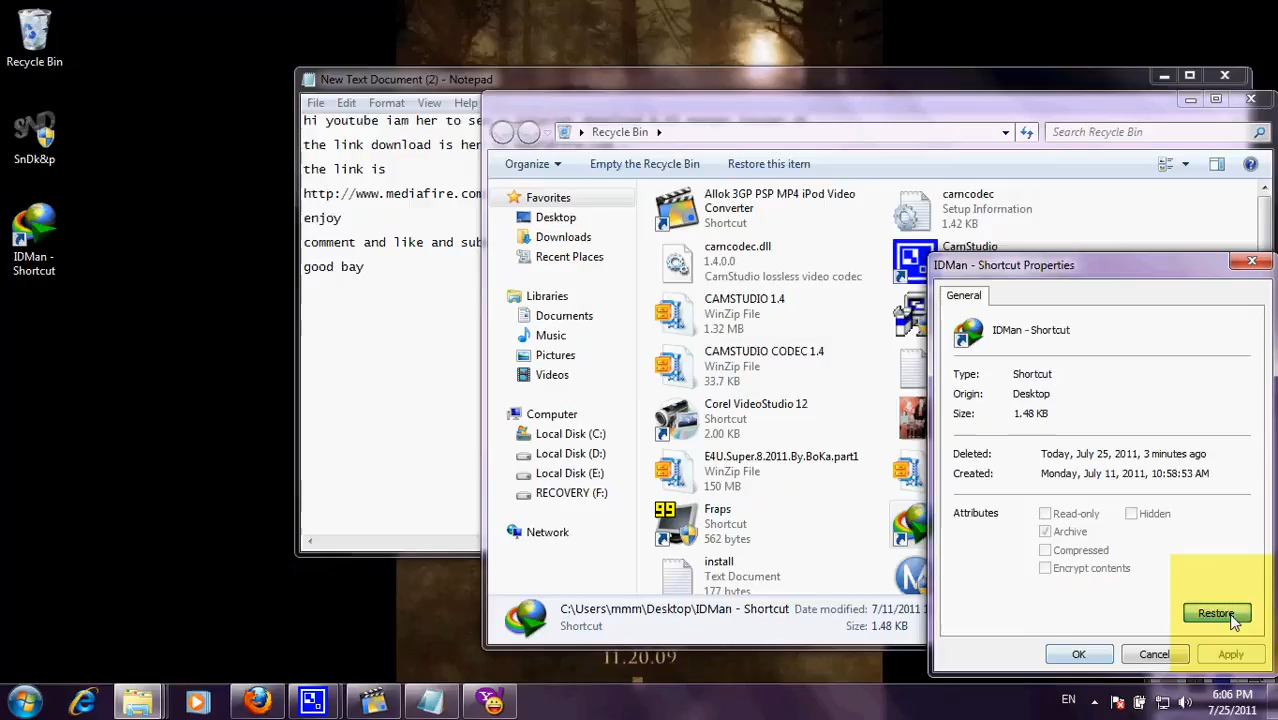 Recycle Bin
SnDk&p
IDMan -
Shortcut
New Text Document (2) - Notepad
File Edit Format View Help
hi youtube iam her to se
the link download is her
the link is
http://www.mediafire.com
enjoy
comment and like and sub
good bay
Recycle Bin
Search Recycle Bin
Organize Empty the Recycle Bin Restore this item
Favorites
Desktop
Downloads
Recent Places
Libraries
Documents
Music
Pictures
Videos
Computer
Local Disk (C:)
Local Disk (D:)
Local Disk (E:)
RECOVERY (F:)
Network
Allok 3GP PSP MP4 iPod Video
Converter
Shortcut
camcodec.dll
1.4.0.0
CamStudio lossless video codec
CAMSTUDIO 1.4
WinZip File
1.32 MB
CAMSTUDIO CODEC 1.4
WinZip File
33.7 KB
Corel VideoStudio 12
Shortcut
2.00 KB
E4U.Super.8.2011.By.BoKa.part1
WinZip File
150 MB
99
Fraps
Shortcut
562 bytes
install
Text Document
177 bytes
camcodec
Setup Information
1.42 KB
CamStudio
C:\Users\mmm\Desktop\IDMan - Shortcut Date modified: 7/11/2011 1
Shortcut Size: 1.48 KB
IDMan - Shortcut Properties
General
IDMan - Shortcut
Type: Shortcut
Origin: Desktop
Size: 1.48 KB
Deleted: Today, July 25, 2011, 3 minutes ago
Created: Monday, July 11, 2011, 10:58:53 AM
Attributes Read-only Hidden
Archive
Compressed
Encrypt contents
Restore
OK Cancel Apply
11.20.09
EN
6:06 PM
7/25/2011